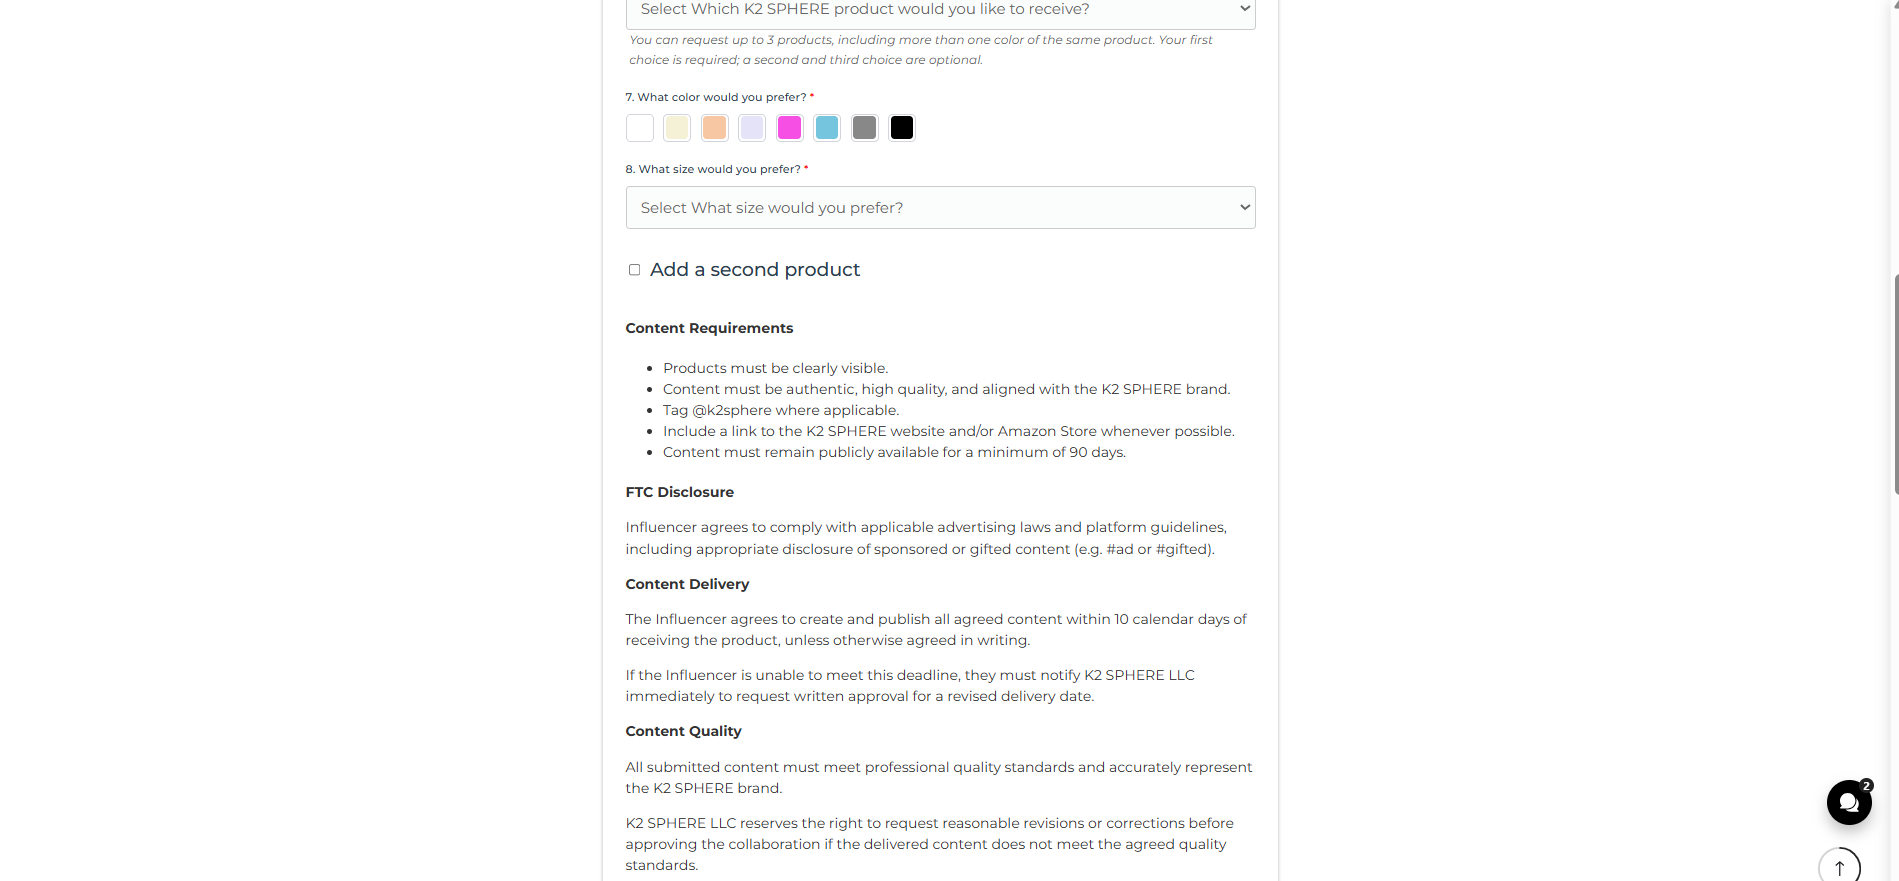 Select Which K2 SPHERE product would you like to receive?
You can request up to 3 products, including more than one color of the same product. Your first
choice is required; a second and third choice are optional.
7. What color would you prefer? *
8. What size would you prefer? *
Select What size would you prefer?
Add a second product
Content Requirements
Products must be clearly visible.
Content must be authentic, high quality, and aligned with the K2 SPHERE brand.
Tag @k2sphere where applicable.
Include a link to the K2 SPHERE website and/or Amazon Store whenever possible.
Content must remain publicly available for a minimum of 90 days.
FTC Disclosure
Influencer agrees to comply with applicable advertising laws and platform guidelines,
including appropriate disclosure of sponsored or gifted content (e.g. #ad or #gifted).
Content Delivery
The Influencer agrees to create and publish all agreed content within 10 calendar days of
receiving the product, unless otherwise agreed in writing.
If the Influencer is unable to meet this deadline, they must notify K2 SPHERE LLC
immediately to request written approval for a revised delivery date.
Content Quality
All submitted content must meet professional quality standards and accurately represent
the K2 SPHERE brand.
K2 SPHERE LLC reserves the right to request reasonable revisions or corrections before
approving the collaboration if the delivered content does not meet the agreed quality
standards.
2